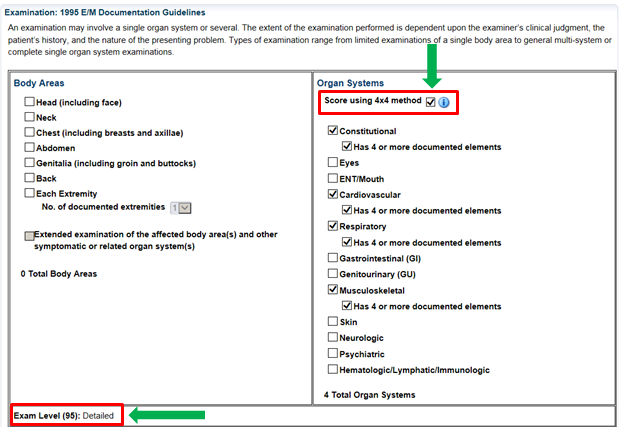 Examination: 1995 E/M Documentation Guidelines
An examination may involve a single organ system or several. The extent of the examination performed is dependent upon the examiner's clinical judgment, the
patient's history, and the nature of the presenting problem. Types of examination range from limited examinations of a single body area to general multi-system or
complete single organ system examinations.
Body Areas
Head (including face)
Neck
Chest (including breasts and axillae)
Abdomen
Genitalia (including groin and buttocks)
Back
Each Extremity
No. of documented extremities 1
Extended examination of the affected body area(s) and other
symptomatic or related organ system(s)
0 Total Body Areas
Organ Systems
Score using 4x4 method
Constitutional
Has 4 or more documented elements
Eyes
ENT/Mouth
Cardiovascular
Has 4 or more documented elements
Respiratory
Has 4 or more documented elements
Gastrointestinal (GI)
Genitourinary (GU)
Musculoskeletal
Has 4 or more documented elements
Skin
Neurologic
Psychiatric
Hematologic/Lymphatic/Immunologic
4 Total Organ Systems
Exam Level (95): Detailed